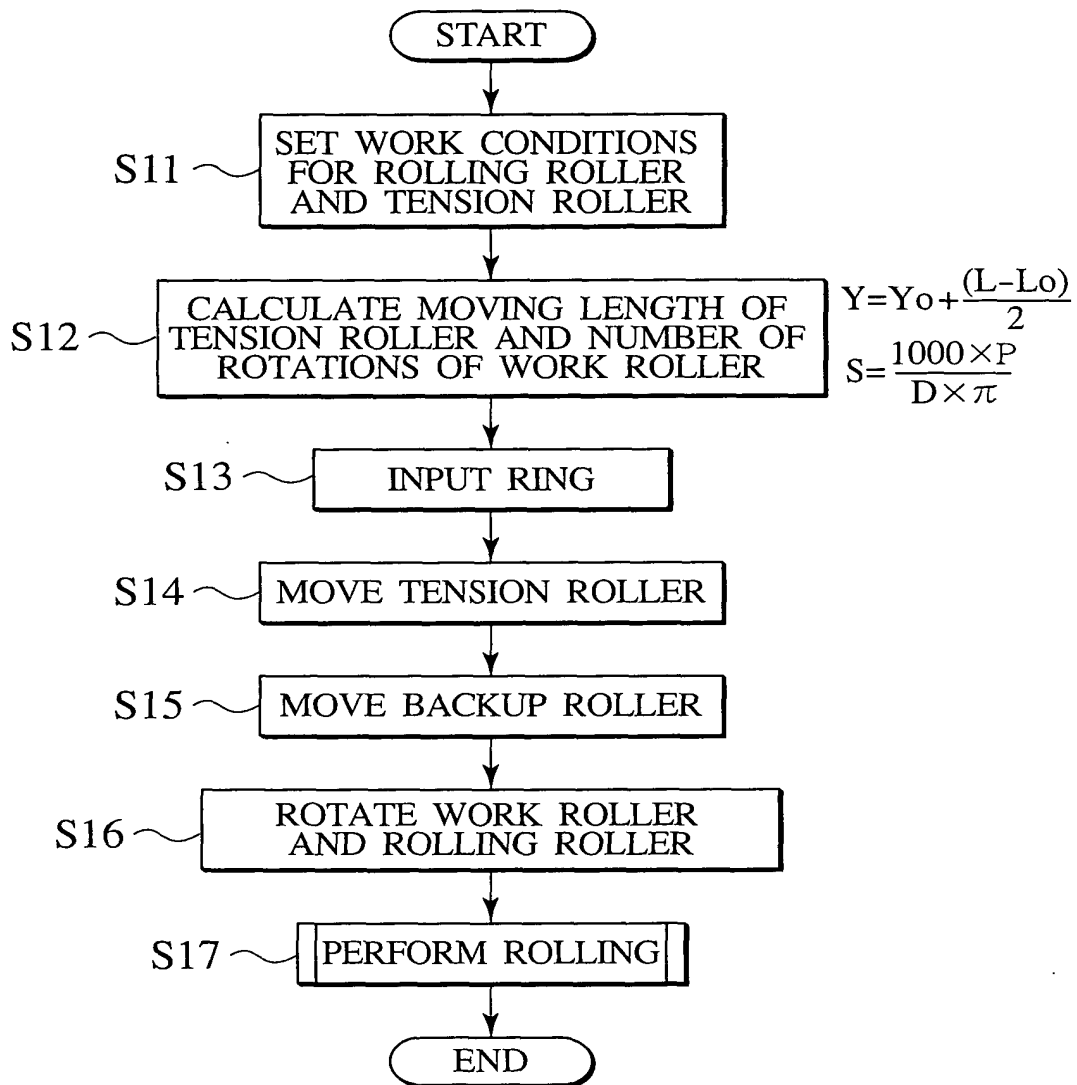 START
S11
SET WORK CONDITIONS
FOR ROLLING ROLLER
AND TENSION ROLLER
S12
CALCULATE MOVING LENGTH OF
TENSION ROLLER AND NUMBER OF
ROTATIONS OF WORK ROLLER
Y=Yo+(L-Lo)/2
S=1000×P/D×π
S13
INPUT RING
S14
MOVE TENSION ROLLER
S15
MOVE BACKUP ROLLER
S16
ROTATE WORK ROLLER
AND ROLLING ROLLER
S17
PERFORM ROLLING
END